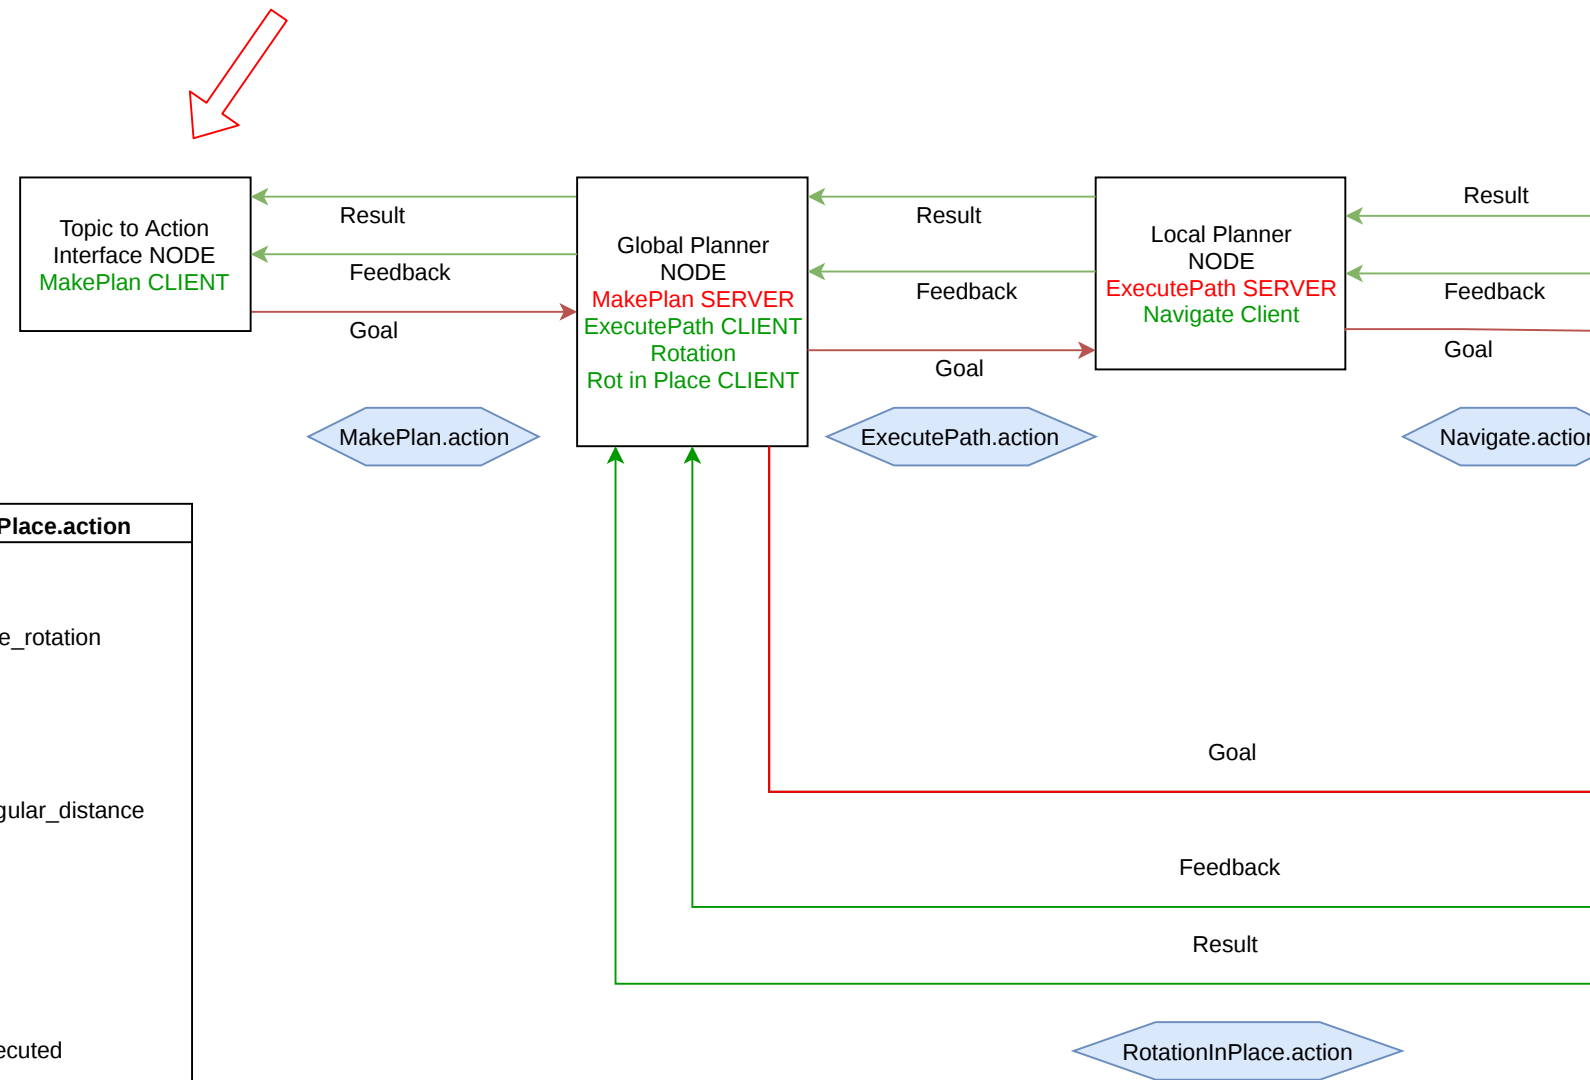 Topic to Action
Interface NODE
MakePlan CLIENT
Result
Feedback
Goal
Global Planner
NODE
MakePlan SERVER
ExecutePath CLIENT
Rotation
Rot in Place CLIENT
Result
Feedback
Goal
Local Planner
NODE
ExecutePath SERVER
Navigate Client
Result
Feedback
Goal
MakePlan.action
ExecutePath.action
Navigate.action
Place.action
e_rotation
gular_distance
ecuted
Goal
Feedback
Result
RotationInPlace.action